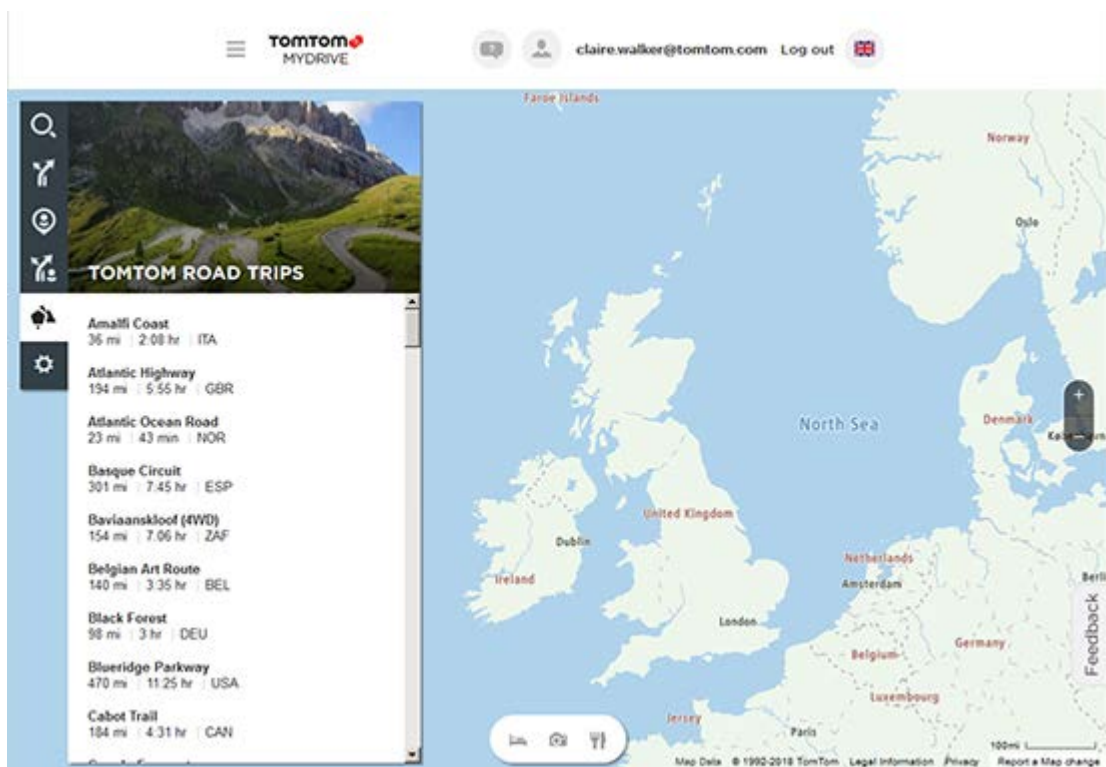 TOMTOM
MYDRIVE
claire.walker@tomtom.com Log out
TOMTOM ROAD TRIPS
Amalfi Coast
36 mi 2:08 hr ITA
Atlantic Highway
194 mi 5:55 hr GBR
Atlantic Ocean Road
23 mi 43 min NOR
Basque Circuit
301 mi 7:45 hr ESP
Baviaanskloof (4WD)
154 mi 7:06 hr ZAF
Belgian Art Route
140 mi 3:35 hr BEL
Black Forest
98 mi 3 hr DEU
Blueridge Parkway
470 mi 11:25 hr USA
Cabot Trail
184 mi 4:31 hr CAN
Faroe Islands
Norway
Oslo
North Sea
Denmark
United Kingdom
Dublin
Ireland
Netherlands
Amsterdam
London
Germany
Belgium
Luxembourg
Jersey
Paris
+
Feedback
100mi
Map Data © 1992-2018 TomTom Legal Information Privacy Report a Map change